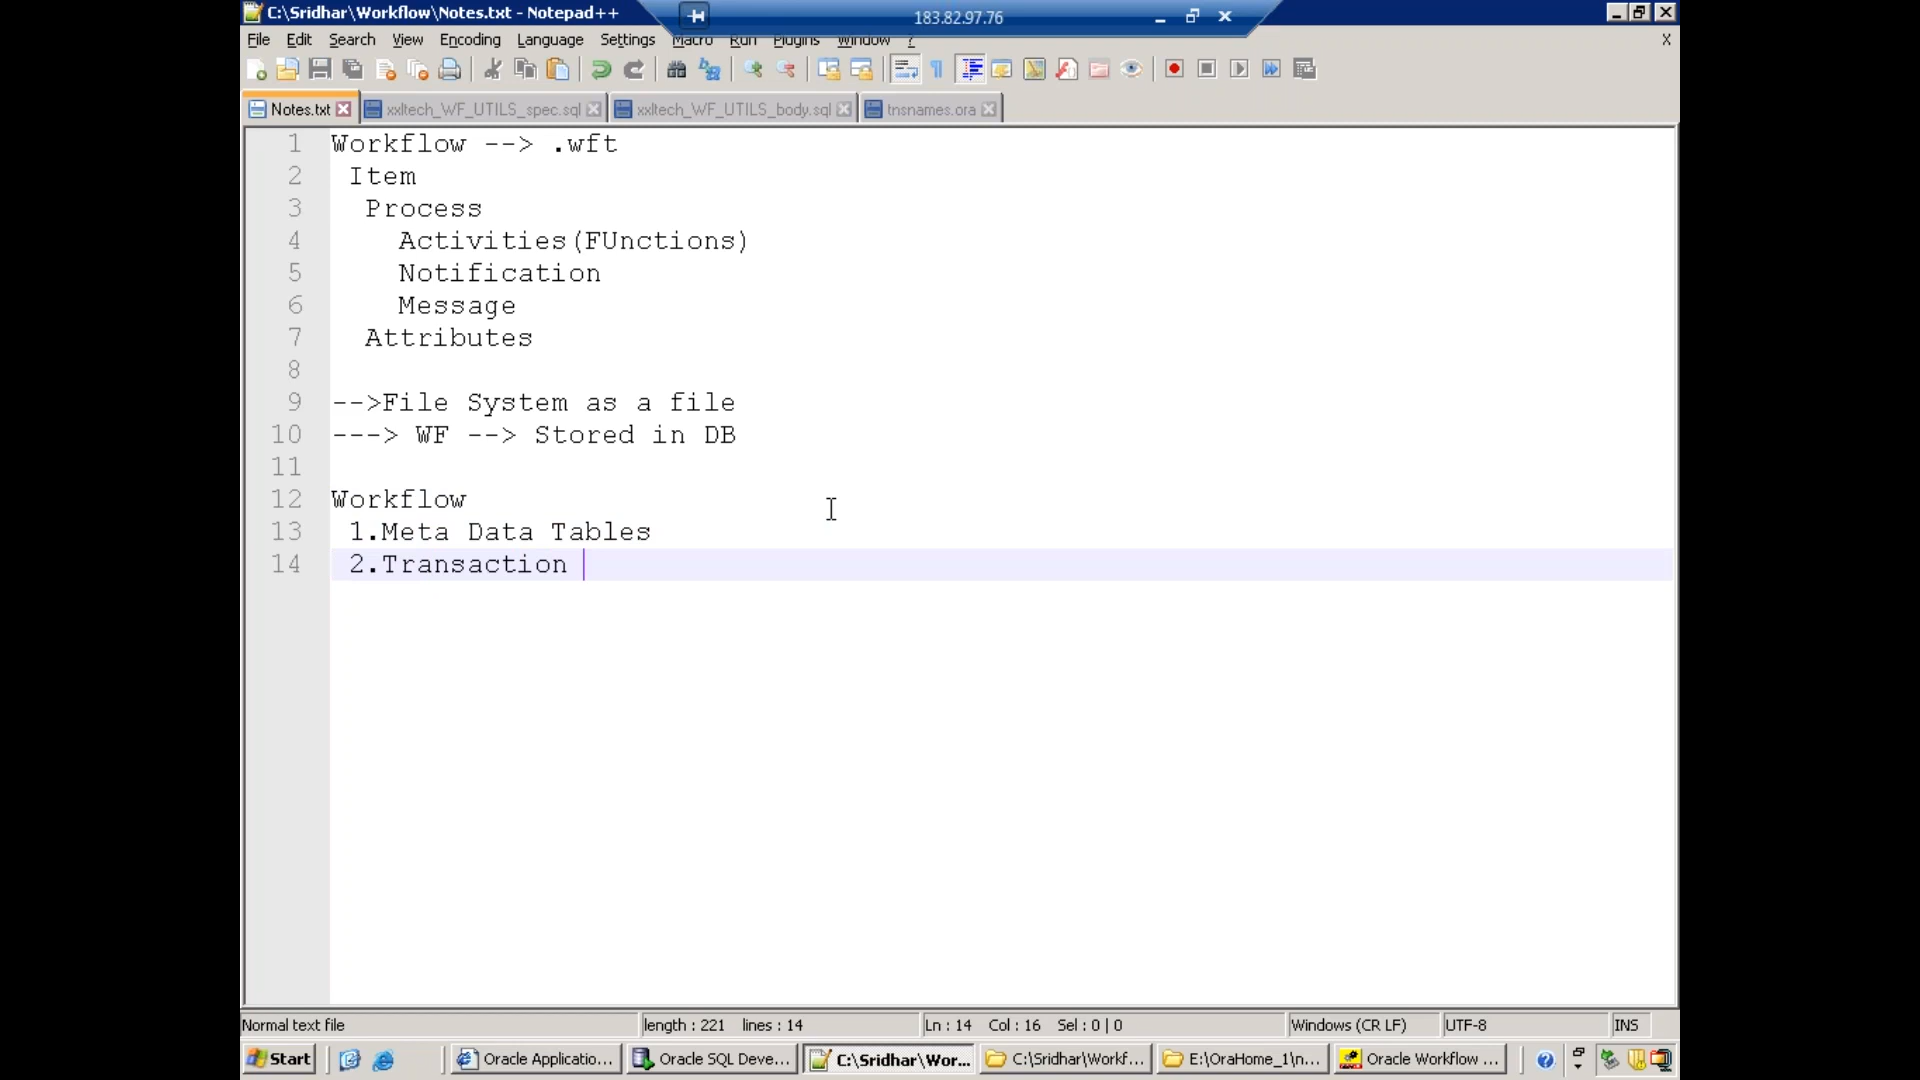 C:\Sridhar\Workflow\Notes.txt - Notepad++
183.82.97.76
File Edit Search View Encoding Language Settings Macro Run Plugins Window ? X
Notes.txt xxltech_WF_UTILS_spec.sql xxltech_WF_UTILS_body.sql tnsnames.ora
1 Workflow --> .wft
2 Item
3 Process
4 Activities(FUnctions)
5 Notification
6 Message
7 Attributes
8
9 -->File System as a file
10 ---> WF --> Stored in DB
11
12 Workflow
13 1.Meta Data Tables
14 2.Transaction
Normal text file length : 221 lines : 14 Ln : 14 Col : 16 Sel : 0 | 0 Windows (CR LF) UTF-8 INS
Start Oracle Applicatio... Oracle SQL Deve... C:\Sridhar\Wor... C:\Sridhar\Workf... E:\OraHome_1\n... Oracle Workflow ...